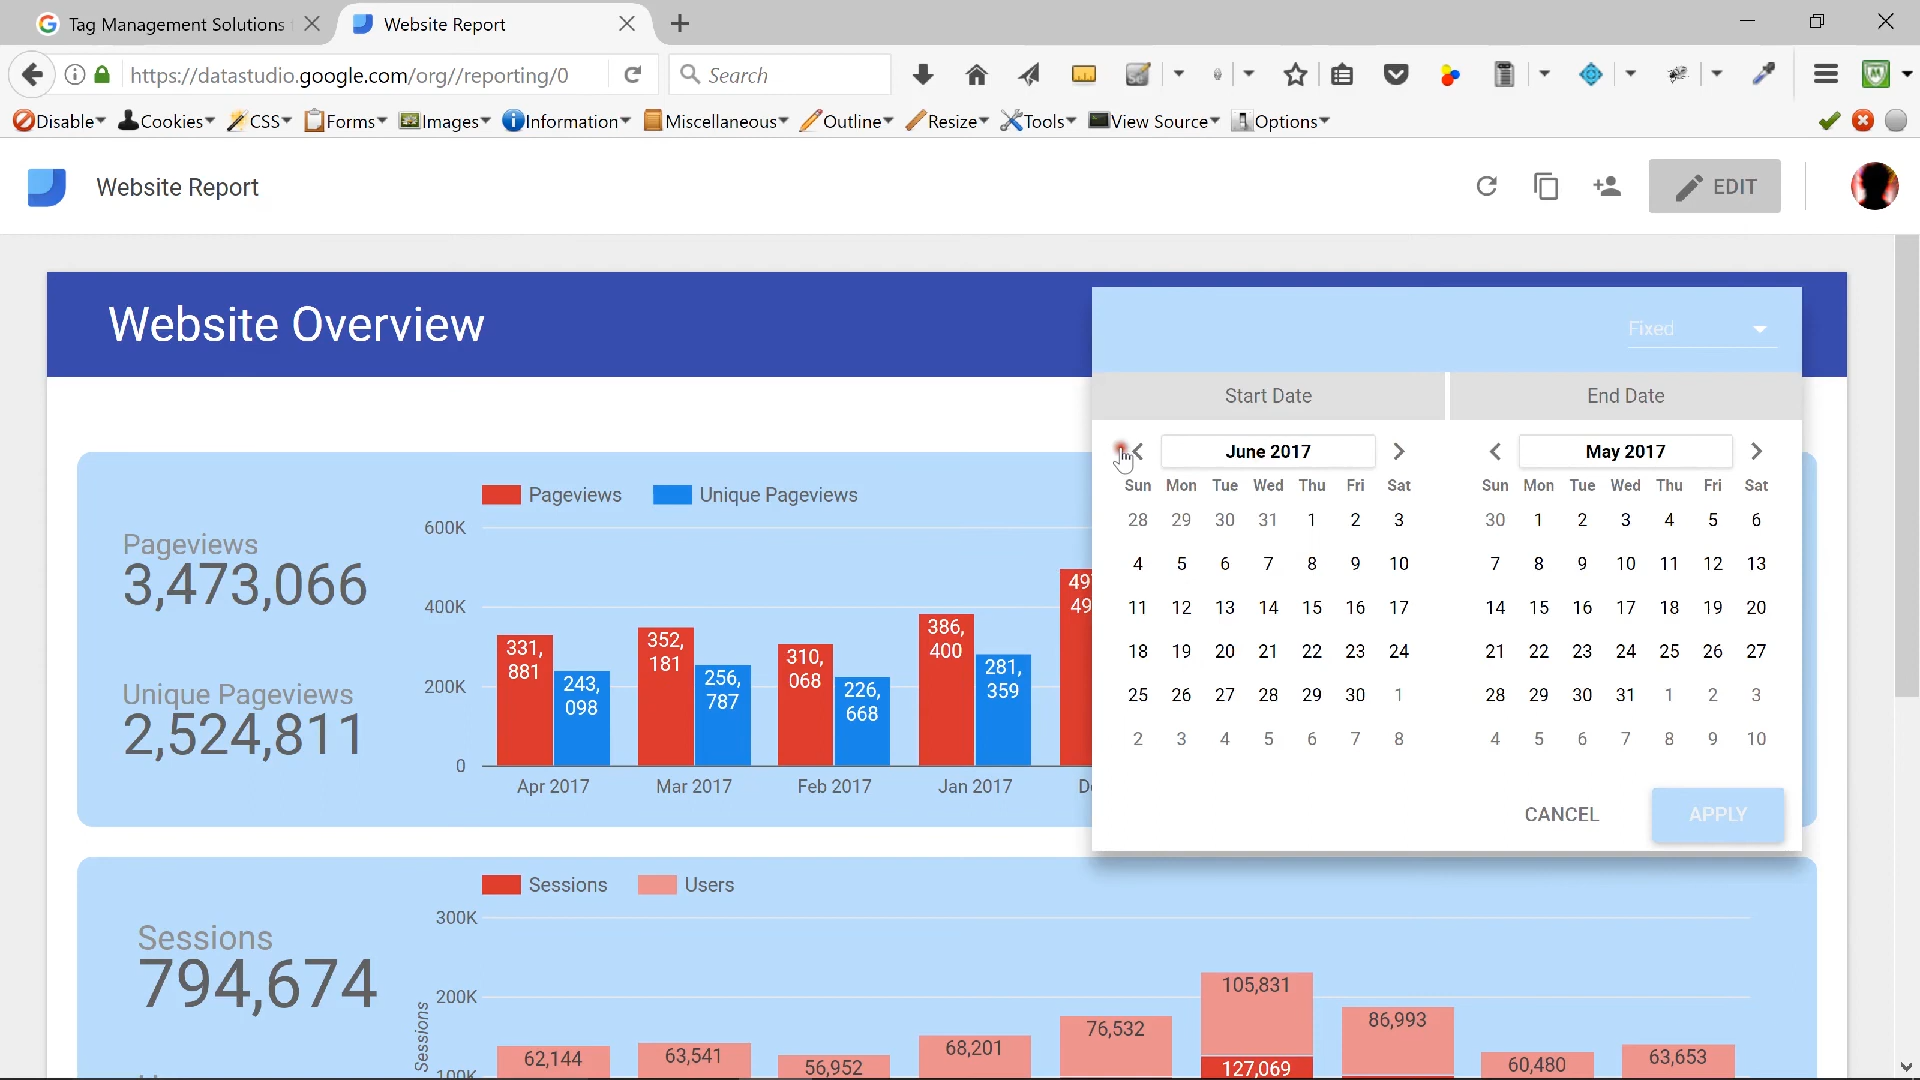 Tag Management Solutions
Website Report
https://datastudio.google.com/org//reporting/0
Search
Disable Cookies CSS Forms Images Information Miscellaneous Outline Resize Tools View Source Options
Website Report
EDIT
Website Overview
Fixed
Start Date
End Date
June 2017
May 2017
Sun Mon Tue Wed Thu Fri Sat
28 29 30 31 1 2 3
4 5 6 7 8 9 10
11 12 13 14 15 16 17
18 19 20 21 22 23 24
25 26 27 28 29 30 1
2 3 4 5 6 7 8
Sun Mon Tue Wed Thu Fri Sat
30 1 2 3 4 5 6
7 8 9 10 11 12 13
14 15 16 17 18 19 20
21 22 23 24 25 26 27
28 29 30 31 1 2 3
4 5 6 7 8 9 10
CANCEL
APPLY
Pageviews
3,473,066
Unique Pageviews
2,524,811
Pageviews
Unique Pageviews
600K
400K
200K
0
331,
881
243,
098
352,
181
256,
787
310,
068
226,
668
386,
400
281,
359
49
49
Apr 2017
Mar 2017
Feb 2017
Jan 2017
Sessions
794,674
Sessions
Users
300K
200K
100K
Sessions
62,144
63,541
56,952
68,201
76,532
105,831
127,069
86,993
60,480
63,653